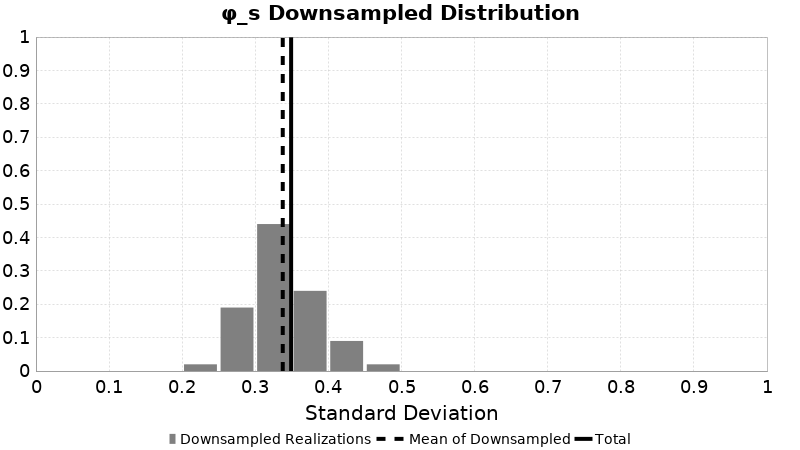 φ_s Downsampled Distribution
1
0.9
0.8
0.7
0.6
0.5
0.4
0.3
0.2
0.1
0
0 0.1 0.2 0.3 0.4 0.5 0.6 0.7 0.8 0.9 1
Standard Deviation
Downsampled Realizations Mean of Downsampled Total